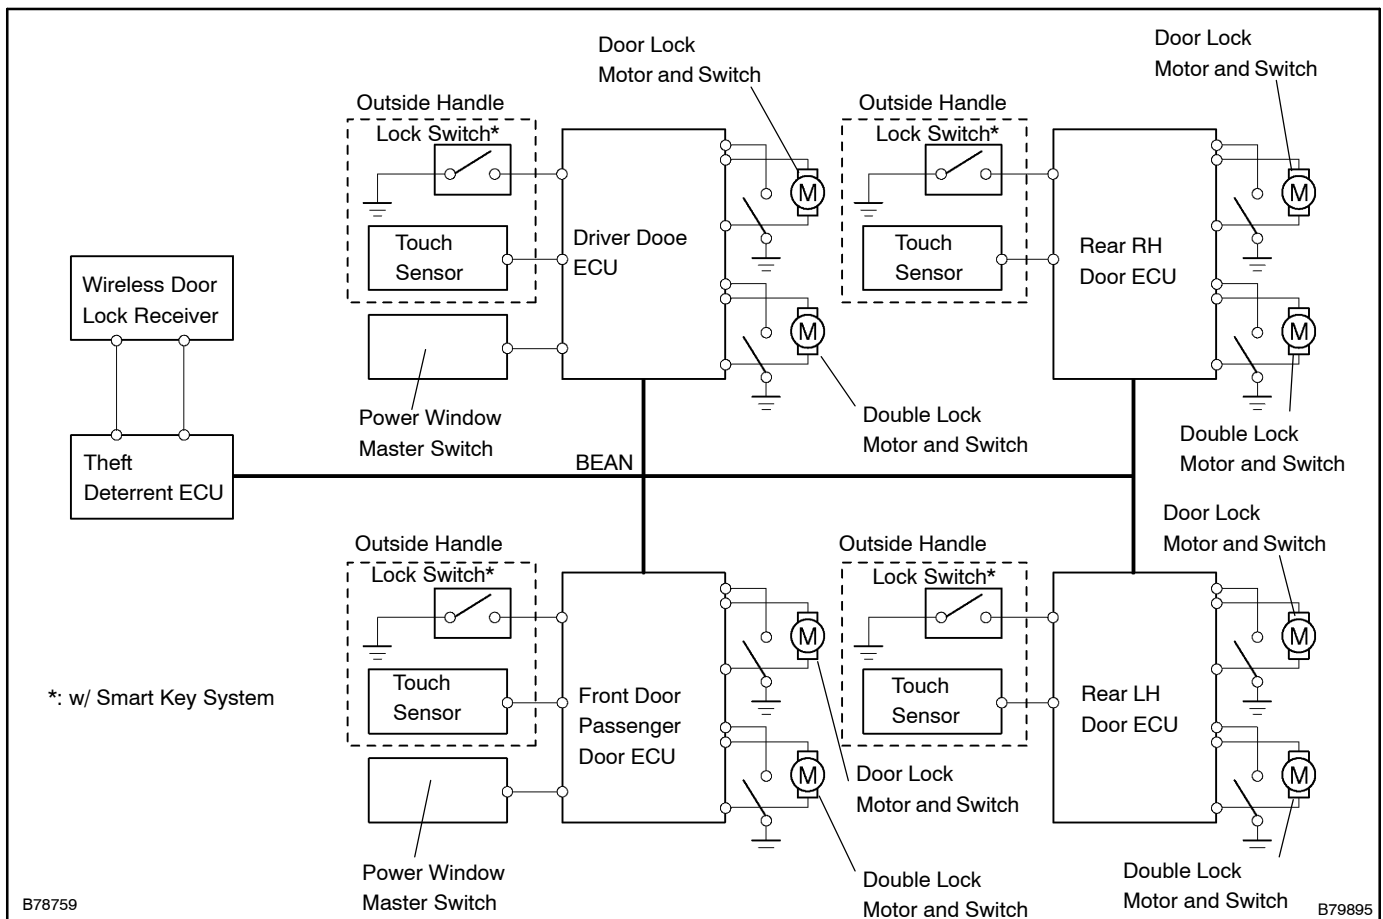 Door Lock
Motor and Switch
Door Lock
Motor and Switch
Outside Handle
Lock Switch*
Outside Handle
Lock Switch*
M
M
Touch
Sensor
Driver Dooe
ECU
Touch
Sensor
Rear RH
Door ECU
Wireless Door
Lock Receiver
M
M
Power Window
Master Switch
Double Lock
Motor and Switch
Double Lock
Motor and Switch
Theft
Deterrent ECU
BEAN
Door Lock
Motor and Switch
Outside Handle
Lock Switch*
Outside Handle
Lock Switch*
M
M
*: w/ Smart Key System
Touch
Sensor
Front Door
Passenger
Door ECU
Touch
Sensor
Rear LH
Door ECU
M
M
Door Lock
Motor and Switch
Power Window
Master Switch
Double Lock
Motor and Switch
Double Lock
Motor and Switch
B78759
B79895